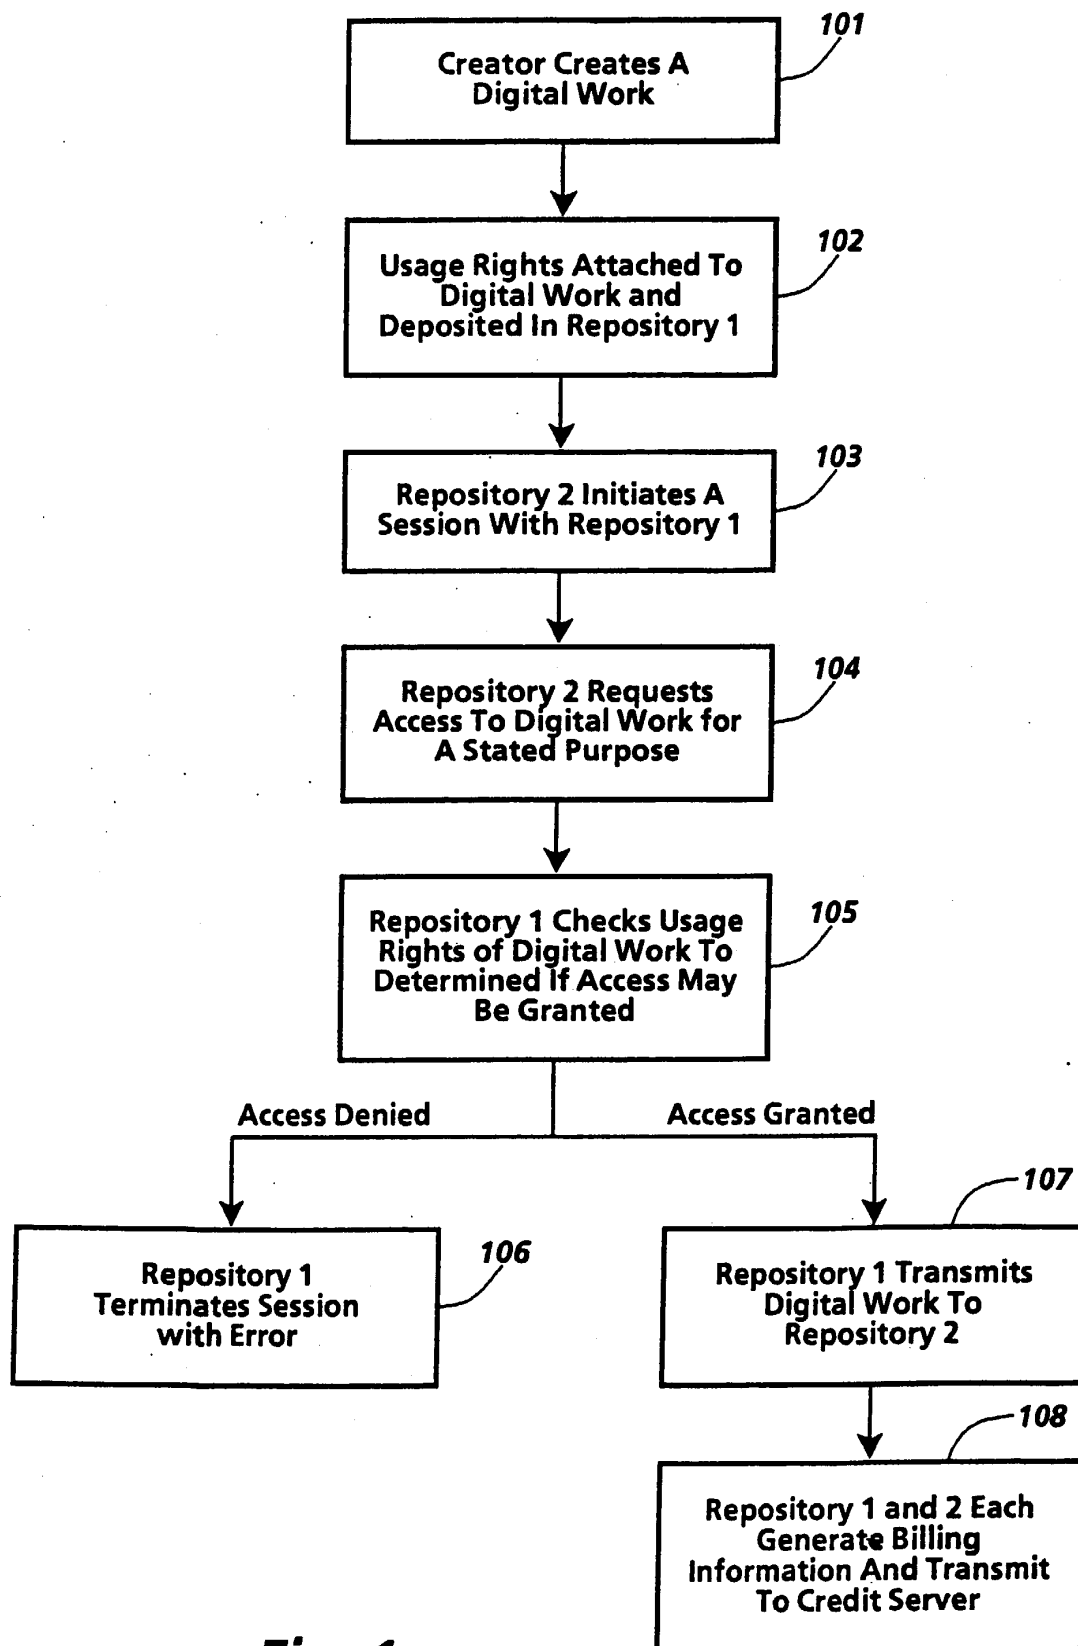 101
Creator Creates A
Digital Work
102
Usage Rights Attached To
Digital Work and
Deposited In Repository 1
103
Repository 2 Initiates A
Session With Repository 1
104
Repository 2 Requests
Access To Digital Work for
A Stated Purpose
105
Repository 1 Checks Usage
Rights of Digital Work To
Determined If Access May
Be Granted
Access Denied
Access Granted
107
106
Repository 1
Terminates Session
with Error
Repository 1 Transmits
Digital Work To
Repository 2
108
Repository 1 and 2 Each
Generate Billing
Information And Transmit
To Credit Server